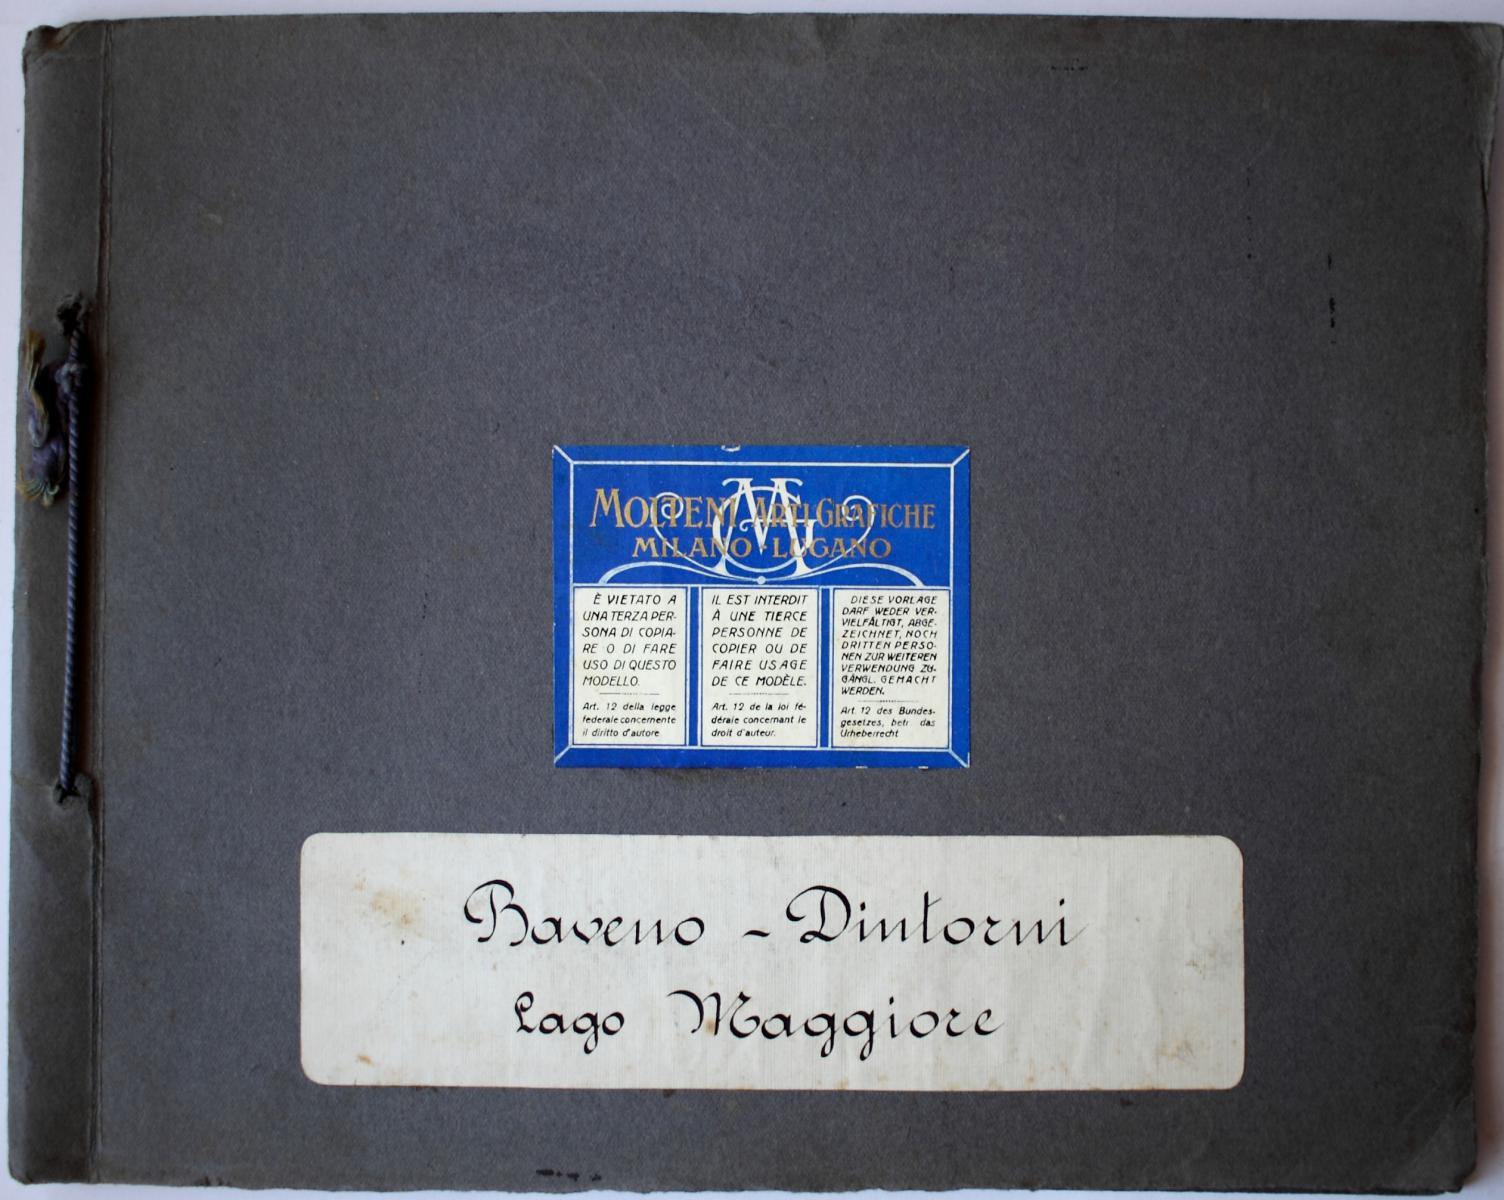 MOLTENI ARTI GRAFICHE
MG
MILANO · LUGANO
È VIETATO A
UNA TERZA PER-
SONA DI COPIA-
RE O DI FARE
USO DI QUESTO
MODELLO.
Art. 12 della legge
federale concernente
il diritto d'autore
IL EST INTERDIT
À UNE TIERCE
PERSONNE DE
COPIER OU DE
FAIRE USAGE
DE CE MODÈLE.
Art. 12 de la loi fé-
dérale concernant le
droit d'auteur.
DIESE VORLAGE
DARF WEDER VER-
VIELFÄLTIGT, ABGE-
ZEICHNET, NOCH
DRITTEN PERSO-
NEN ZUR WEITEREN
VERWENDUNG ZU-
GÄNGL. GEMACHT
WERDEN.
Art. 12 des Bundes-
gesetzes, betr. das
Urheberrecht
Baveno - Dintorni
Lago Maggiore